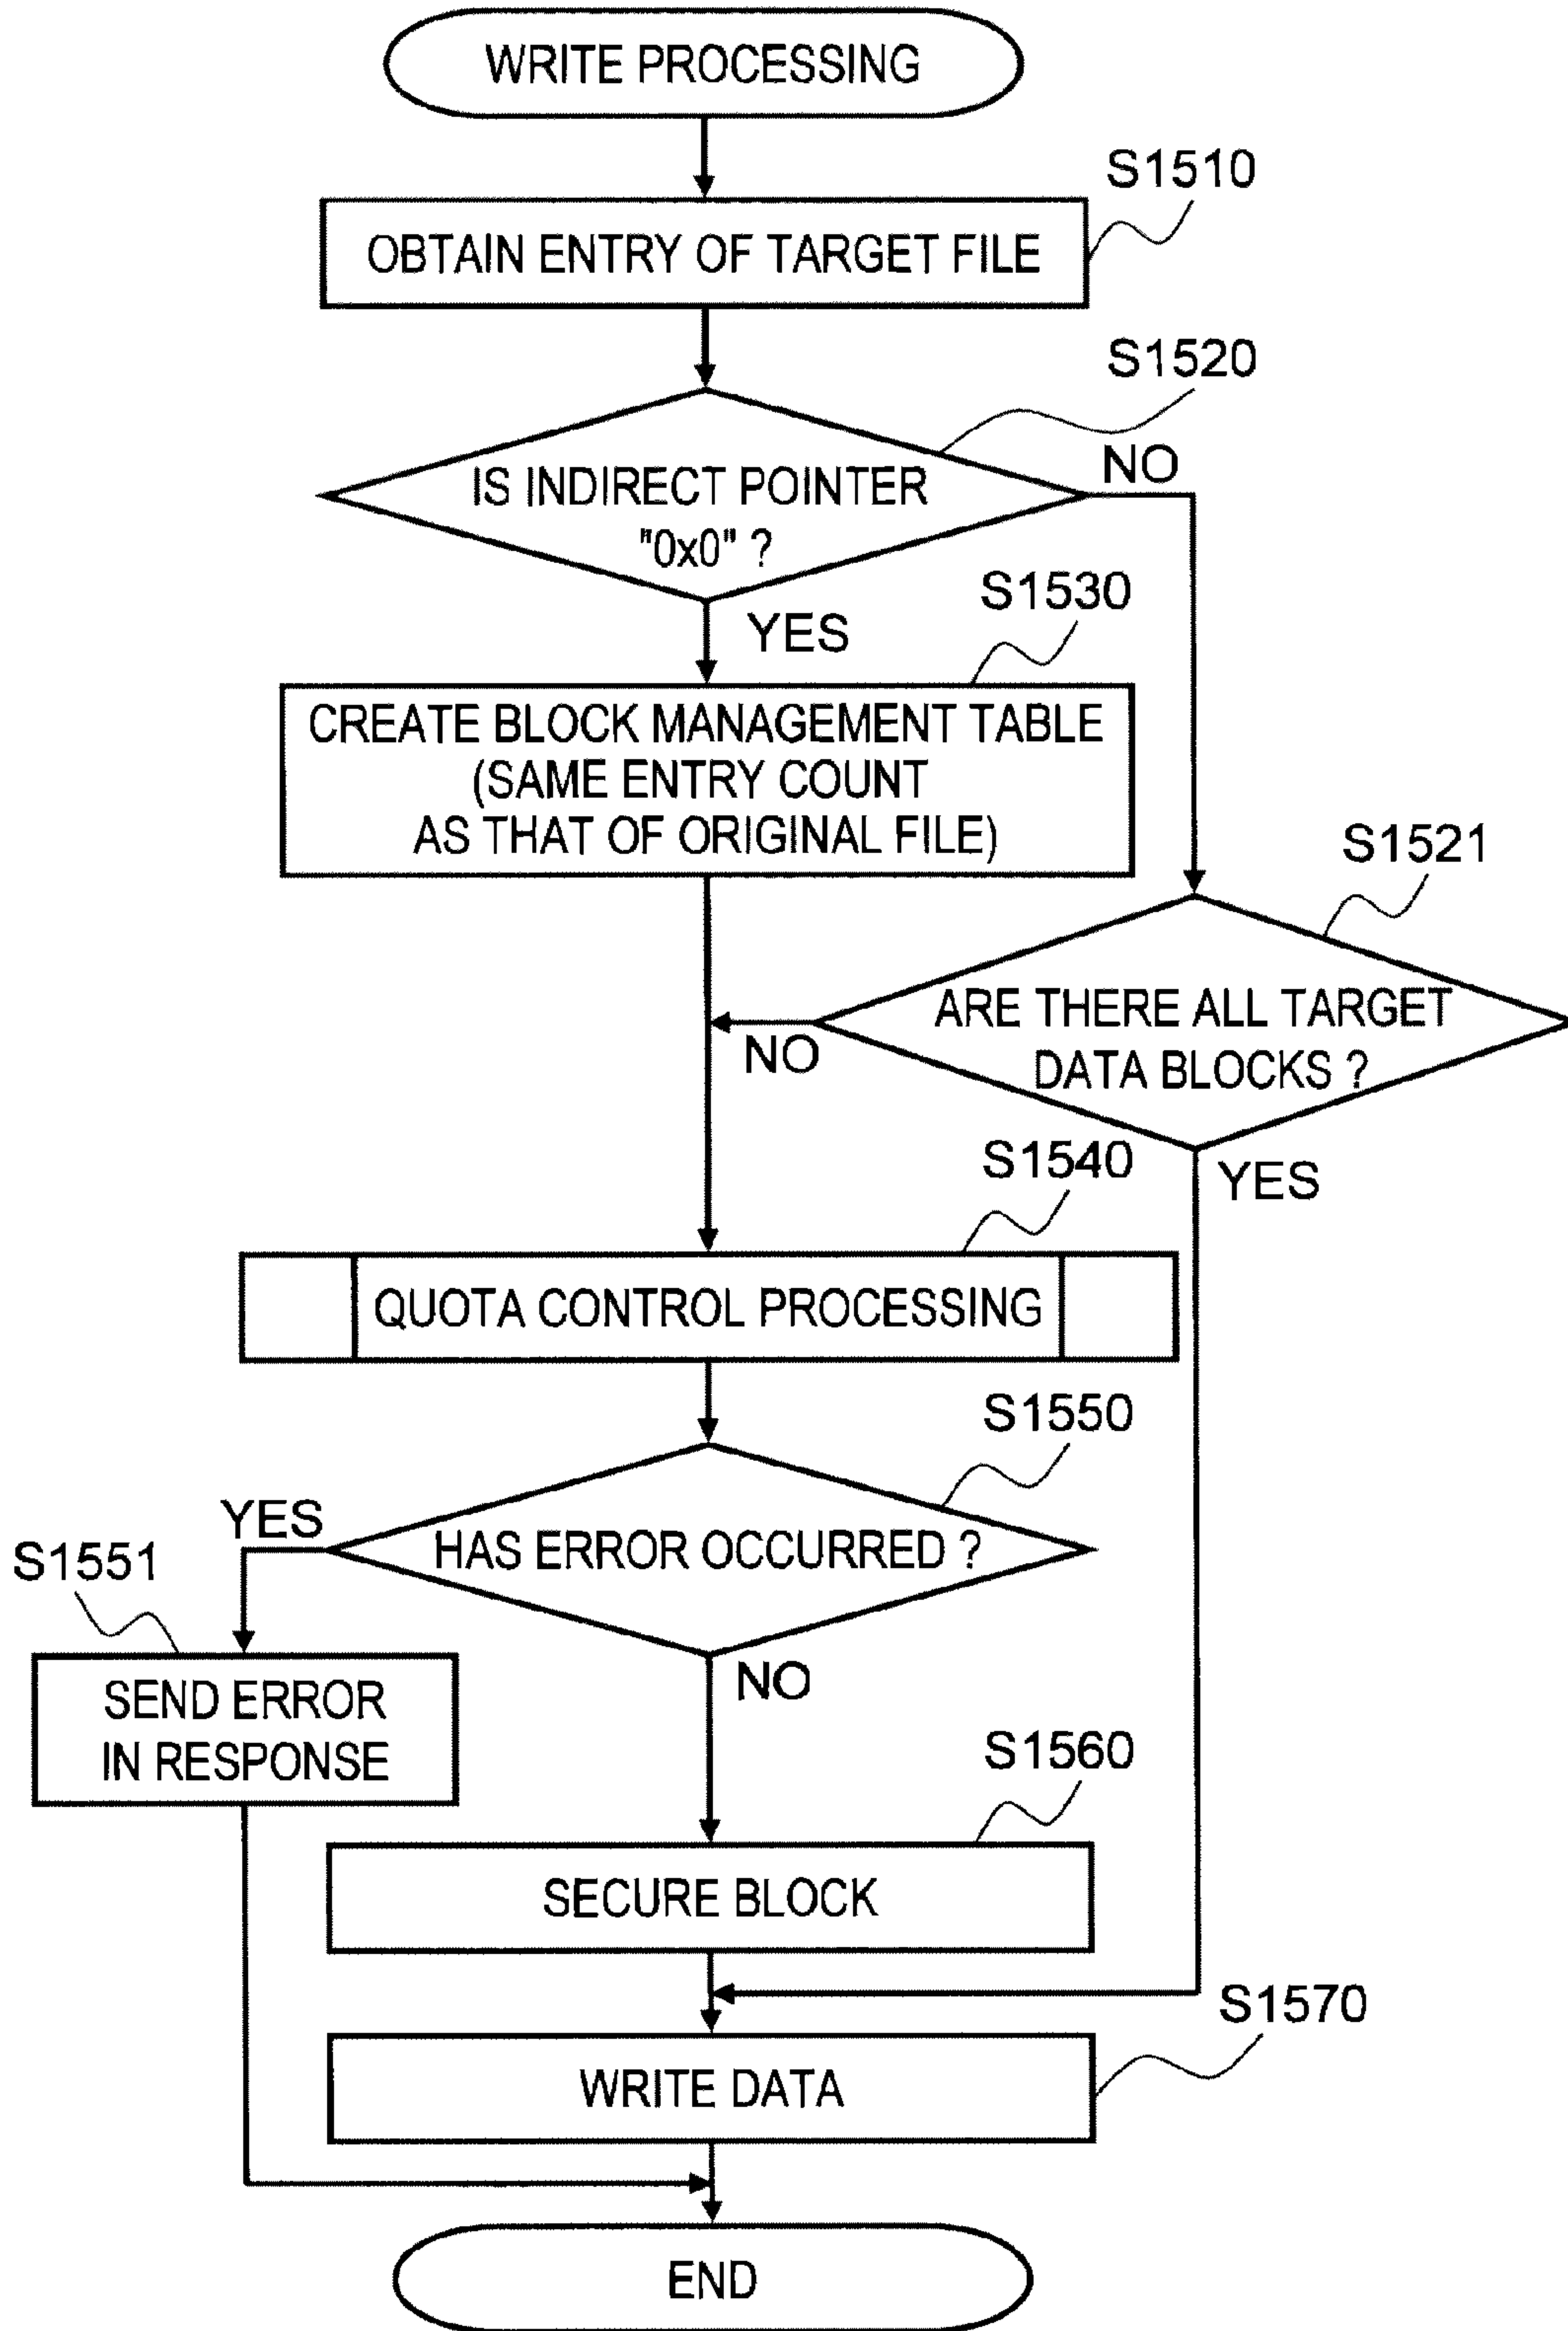 WRITE PROCESSING
S1510
OBTAIN ENTRY OF TARGET FILE
S1520
IS INDIRECT POINTER
"0x0" ?
NO
YES
S1530
CREATE BLOCK MANAGEMENT TABLE
(SAME ENTRY COUNT
AS THAT OF ORIGINAL FILE)
S1521
ARE THERE ALL TARGET
DATA BLOCKS ?
NO
YES
S1540
QUOTA CONTROL PROCESSING
S1550
HAS ERROR OCCURRED ?
YES
S1551
SEND ERROR
IN RESPONSE
NO
S1560
SECURE BLOCK
S1570
WRITE DATA
END